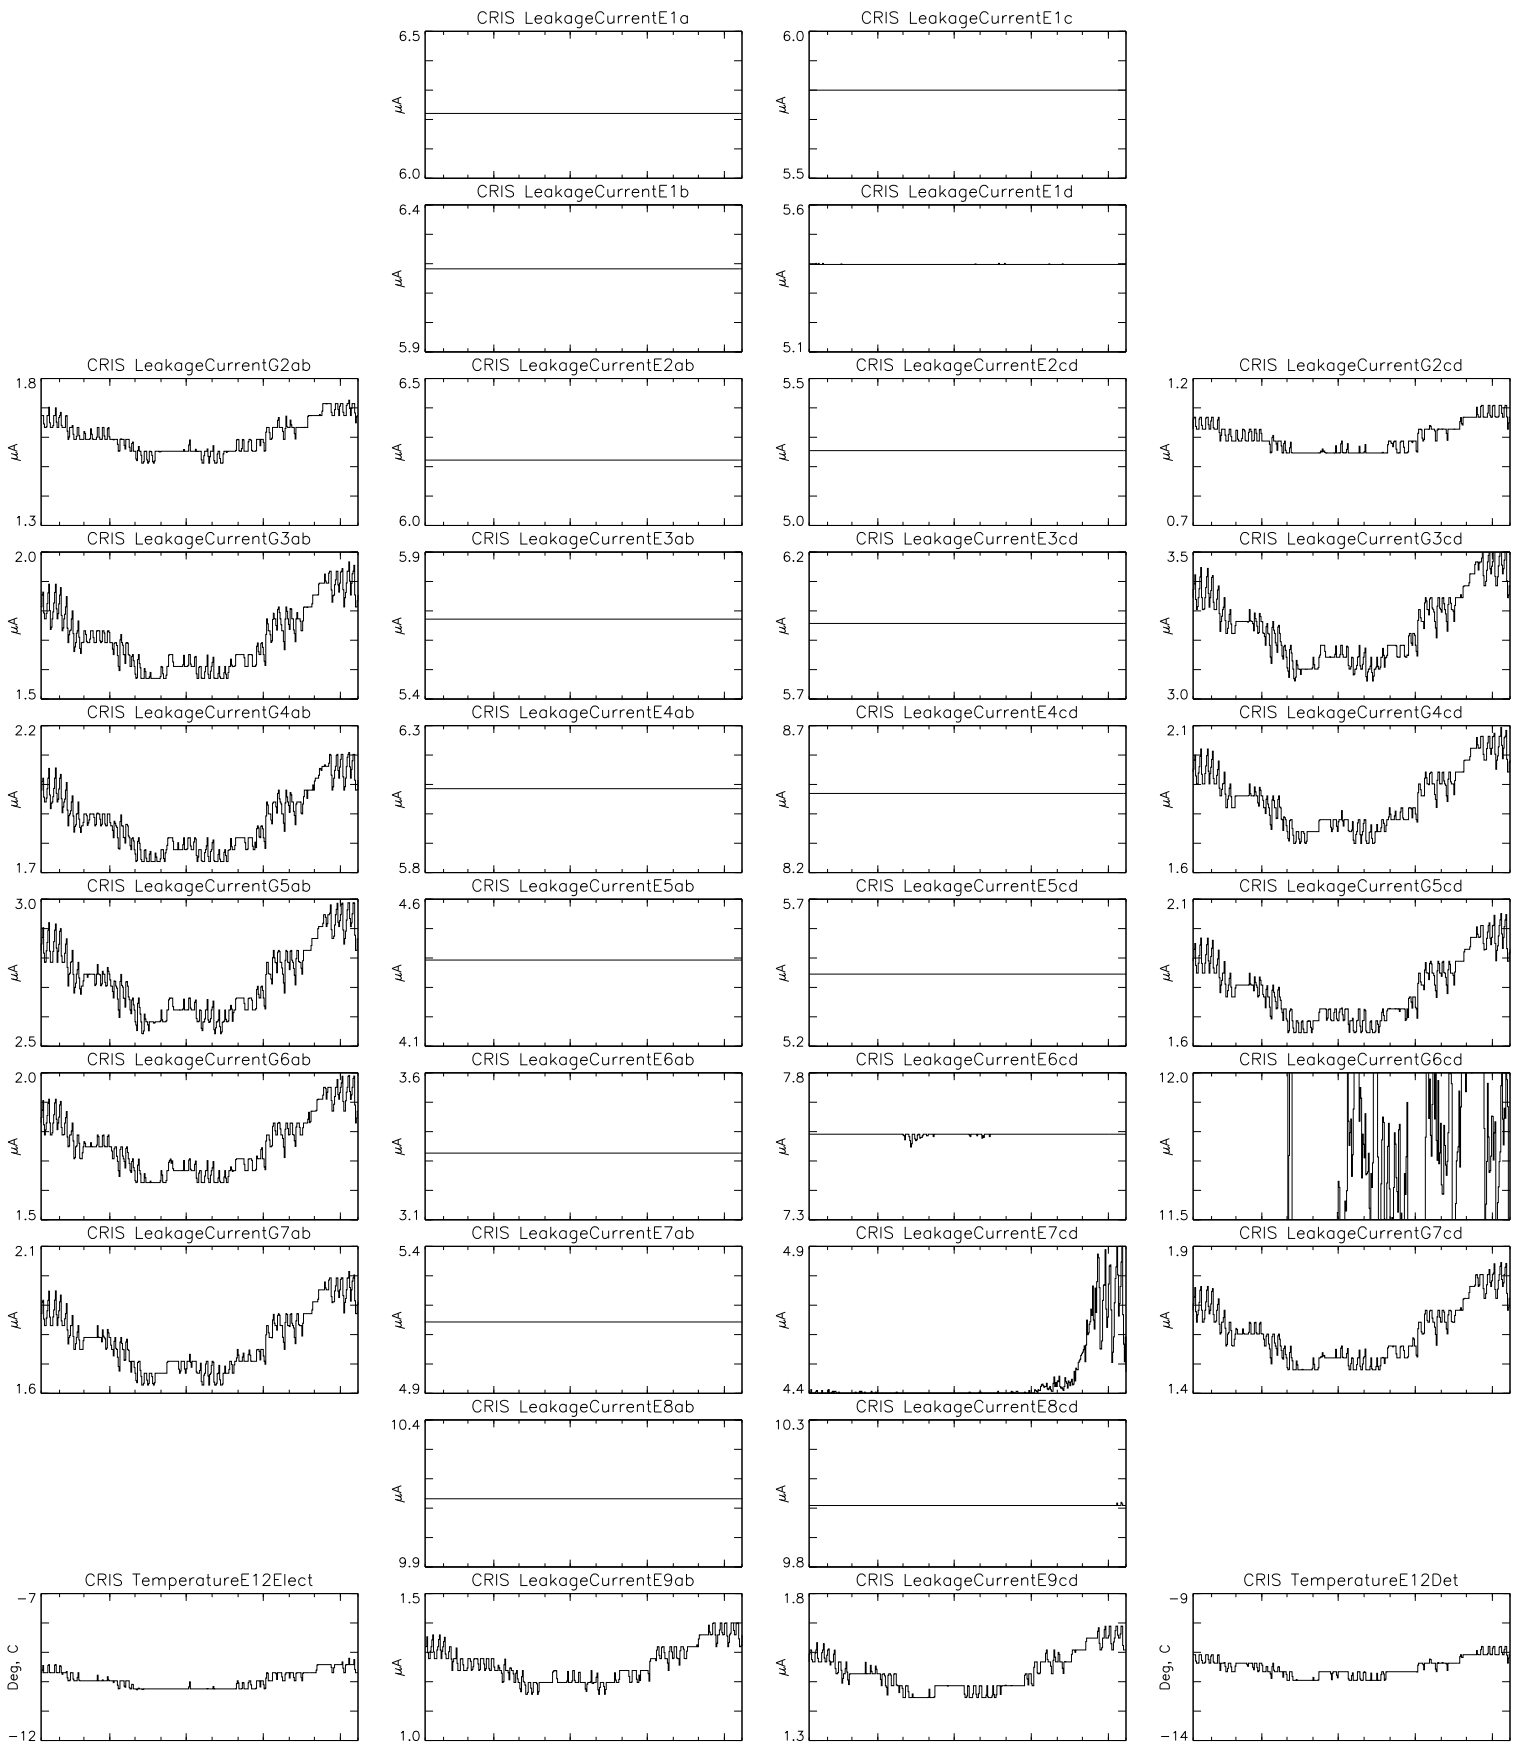 CRIS LeakageCurrentE1a
CRIS LeakageCurrentE1c
6.5
μA
6.0
6.0
μA
5.5
CRIS LeakageCurrentE1b
CRIS LeakageCurrentE1d
6.4
μA
5.9
5.6
μA
5.1
CRIS LeakageCurrentG2ab
CRIS LeakageCurrentE2ab
CRIS LeakageCurrentE2cd
CRIS LeakageCurrentG2cd
1.8
μA
1.3
6.5
μA
6.0
5.5
μA
5.0
1.2
μA
0.7
CRIS LeakageCurrentG3ab
CRIS LeakageCurrentE3ab
CRIS LeakageCurrentE3cd
CRIS LeakageCurrentG3cd
2.0
μA
1.5
5.9
μA
5.4
6.2
μA
5.7
3.5
μA
3.0
CRIS LeakageCurrentG4ab
CRIS LeakageCurrentE4ab
CRIS LeakageCurrentE4cd
CRIS LeakageCurrentG4cd
2.2
μA
1.7
6.3
μA
5.8
8.7
μA
8.2
2.1
μA
1.6
CRIS LeakageCurrentG5ab
CRIS LeakageCurrentE5ab
CRIS LeakageCurrentE5cd
CRIS LeakageCurrentG5cd
3.0
μA
2.5
4.6
μA
4.1
5.7
μA
5.2
2.1
μA
1.6
CRIS LeakageCurrentG6ab
CRIS LeakageCurrentE6ab
CRIS LeakageCurrentE6cd
CRIS LeakageCurrentG6cd
2.0
μA
1.5
3.6
μA
3.1
7.8
μA
7.3
12.0
μA
11.5
CRIS LeakageCurrentG7ab
CRIS LeakageCurrentE7ab
CRIS LeakageCurrentE7cd
CRIS LeakageCurrentG7cd
2.1
μA
1.6
5.4
μA
4.9
4.9
μA
4.4
1.9
μA
1.4
CRIS LeakageCurrentE8ab
CRIS LeakageCurrentE8cd
10.4
μA
9.9
10.3
μA
9.8
CRIS TemperatureE12Elect
CRIS LeakageCurrentE9ab
CRIS LeakageCurrentE9cd
CRIS TemperatureE12Det
-7
Deg, C
-12
1.5
μA
1.0
1.8
μA
1.3
-9
Deg, C
-14